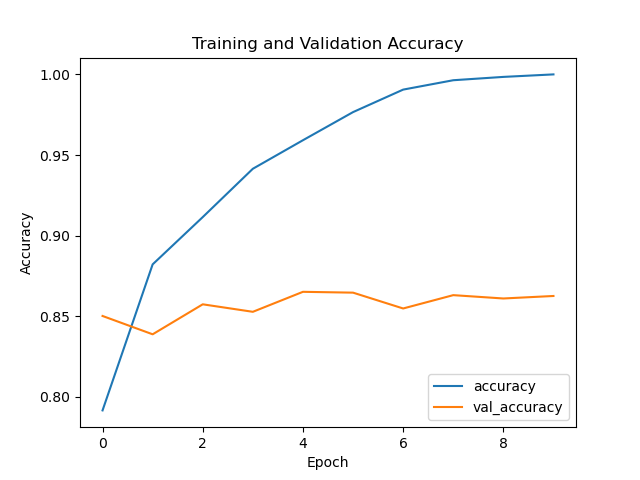 Training and Validation Accuracy
1.00
0.95
0.90
0.85
0.80
Accuracy
accuracy
val_accuracy
0 2 4 6 8
Epoch